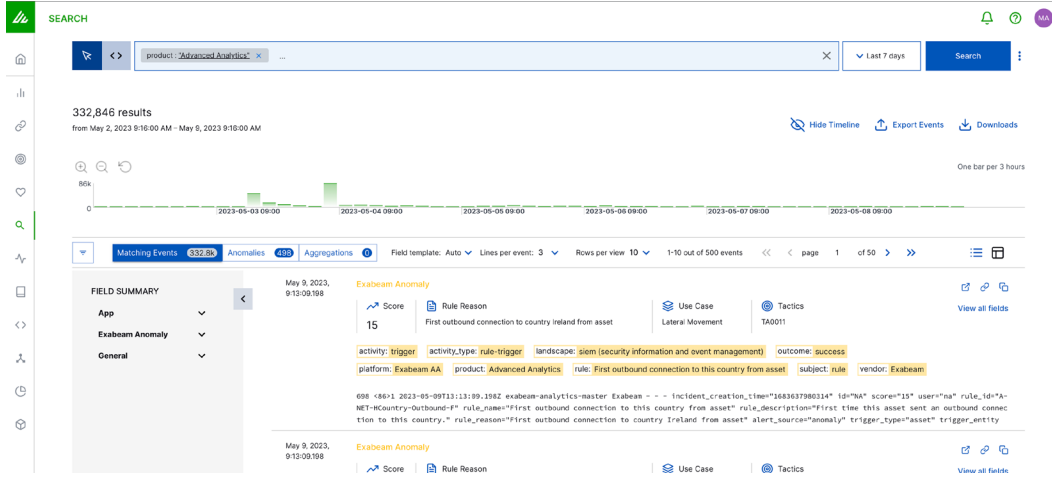 SEARCH
MA
product : "Advanced Analytics" × ...
Last 7 days
Search
332,846 results
from May 2, 2023 9:16:00 AM – May 9, 2023 9:16:00 AM
Hide Timeline
Export Events
Downloads
One bar per 3 hours
86k
0
2023-05-03 09:00 2023-05-04 09:00 2023-05-05 09:00 2023-05-06 09:00 2023-05-07 09:00 2023-05-08 09:00
Matching Events 332.8k Anomalies 498 Aggregations 0 Field template: Auto Lines per event: 3 Rows per view 10 1-10 out of 500 events page 1 of 50
FIELD SUMMARY
App
Exabeam Anomaly
General
May 9, 2023,
9:13:09.198
Exabeam Anomaly
Score
15
Rule Reason
First outbound connection to country Ireland from asset
Use Case
Lateral Movement
Tactics
TA0011
View all fields
activity: trigger activity_type: rule-trigger landscape: siem (security information and event management) outcome: success
platform: Exabeam AA product: Advanced Analytics rule: First outbound connection to this country from asset subject: rule vendor: Exabeam
698 <86>1 2023-05-09T13:13:09.198Z exabeam-analytics-master Exabeam - - - incident_creation_time="1683637980314" id="NA" score="15" user="na" rule_id="A-
NET-HCountry-Outbound-F" rule_name="First outbound connection to this country from asset" rule_description="First time this asset sent an outbound connec
tion to this country." rule_reason="First outbound connection to country Ireland from asset" alert_source="anomaly" trigger_type="asset" trigger_entity
May 9, 2023,
9:13:09.198
Exabeam Anomaly
Score
Rule Reason
Use Case
Tactics
View all fields